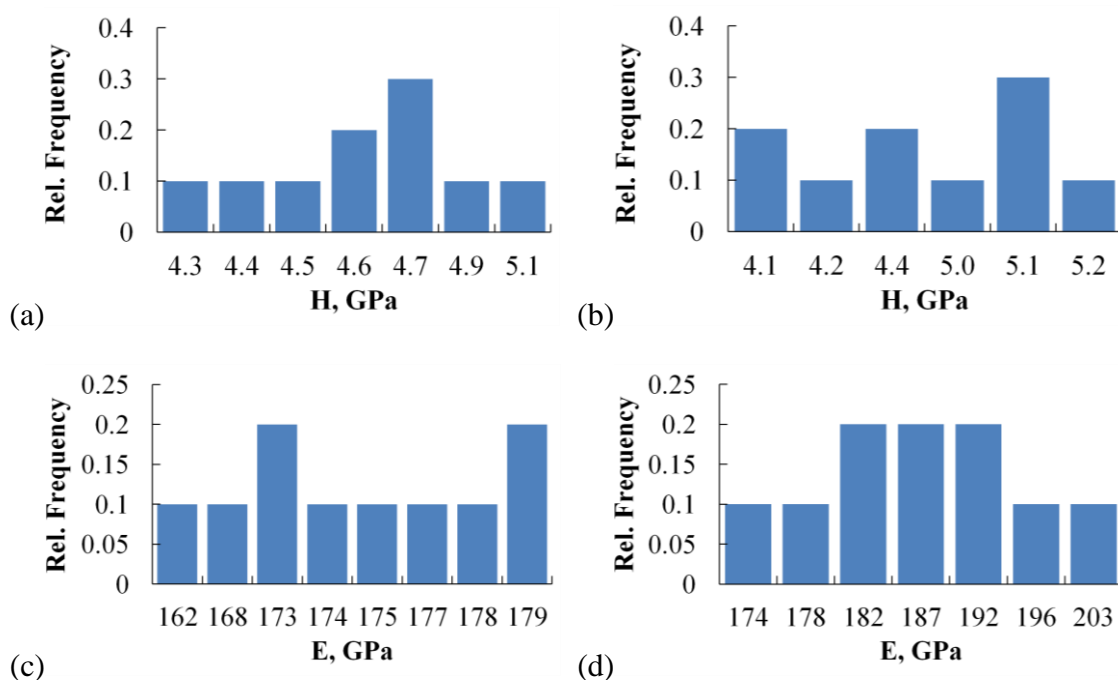 Rel. Frequency
0.4
0.3
0.2
0.1
0
4.3 4.4 4.5 4.6 4.7 4.9 5.1
H, GPa
(a)
Rel. Frequency
0.4
0.3
0.2
0.1
0
4.1 4.2 4.4 5.0 5.1 5.2
H, GPa
(b)
Rel. Frequency
0.25
0.2
0.15
0.1
0.05
0
162 168 173 174 175 177 178 179
E, GPa
(c)
Rel. Frequency
0.25
0.2
0.15
0.1
0.05
0
174 178 182 187 192 196 203
E, GPa
(d)